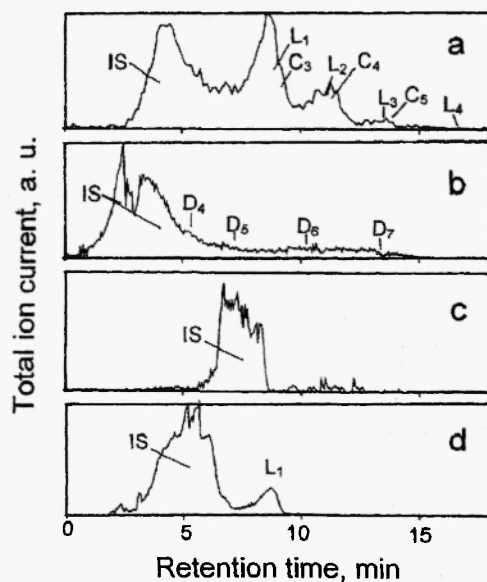 Total ion current, a. u.
a
IS
L₁
C₃
L₂
C₄
L₃
C₅
L₄
b
IS
D₄
D₅
D₆
D₇
c
IS
d
IS
L₁
0 5 10 15
Retention time, min